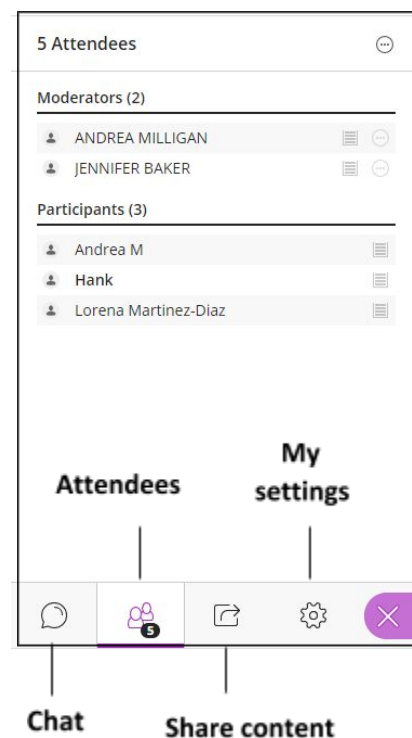 5 Attendees
Moderators (2)
ANDREA MILLIGAN
JENNIFER BAKER
Participants (3)
Andrea M
Hank
Lorena Martinez-Diaz
Attendees
My
settings
5
Chat
Share content